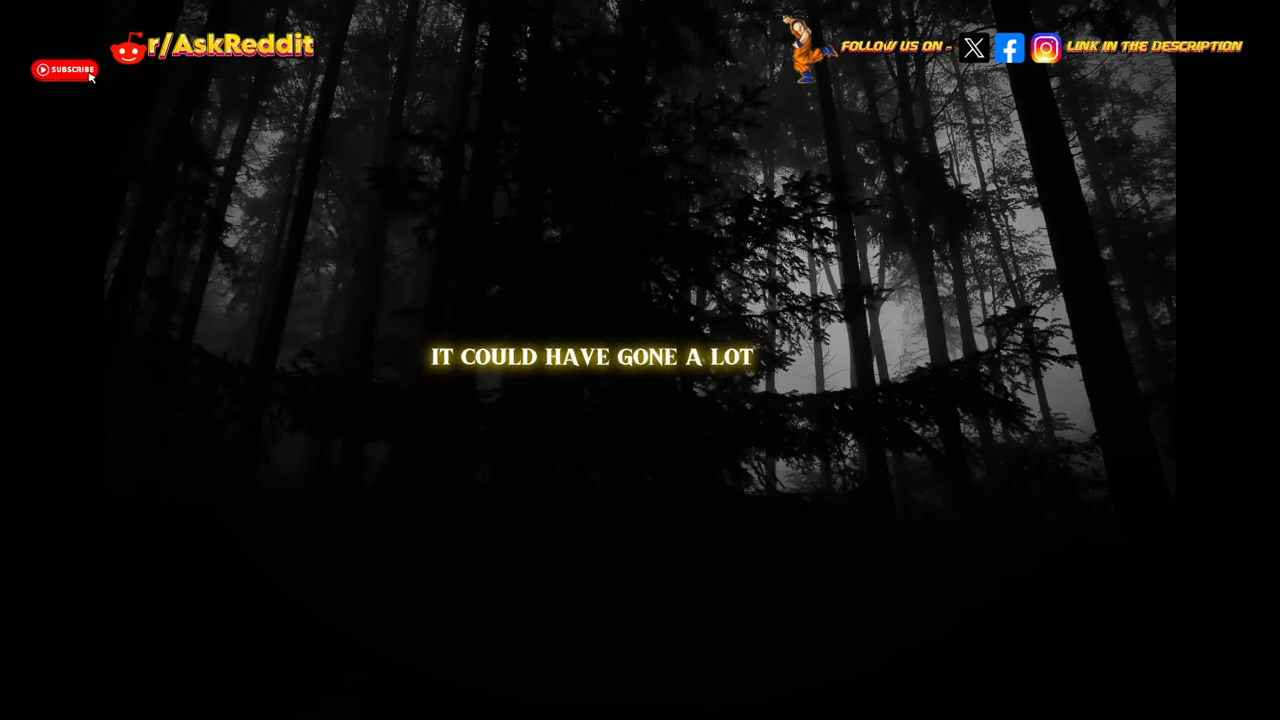 r/AskReddit
SUBSCRIBE
FOLLOW US ON -
LINK IN THE DESCRIPTION
IT COULD HAVE GONE A LOT